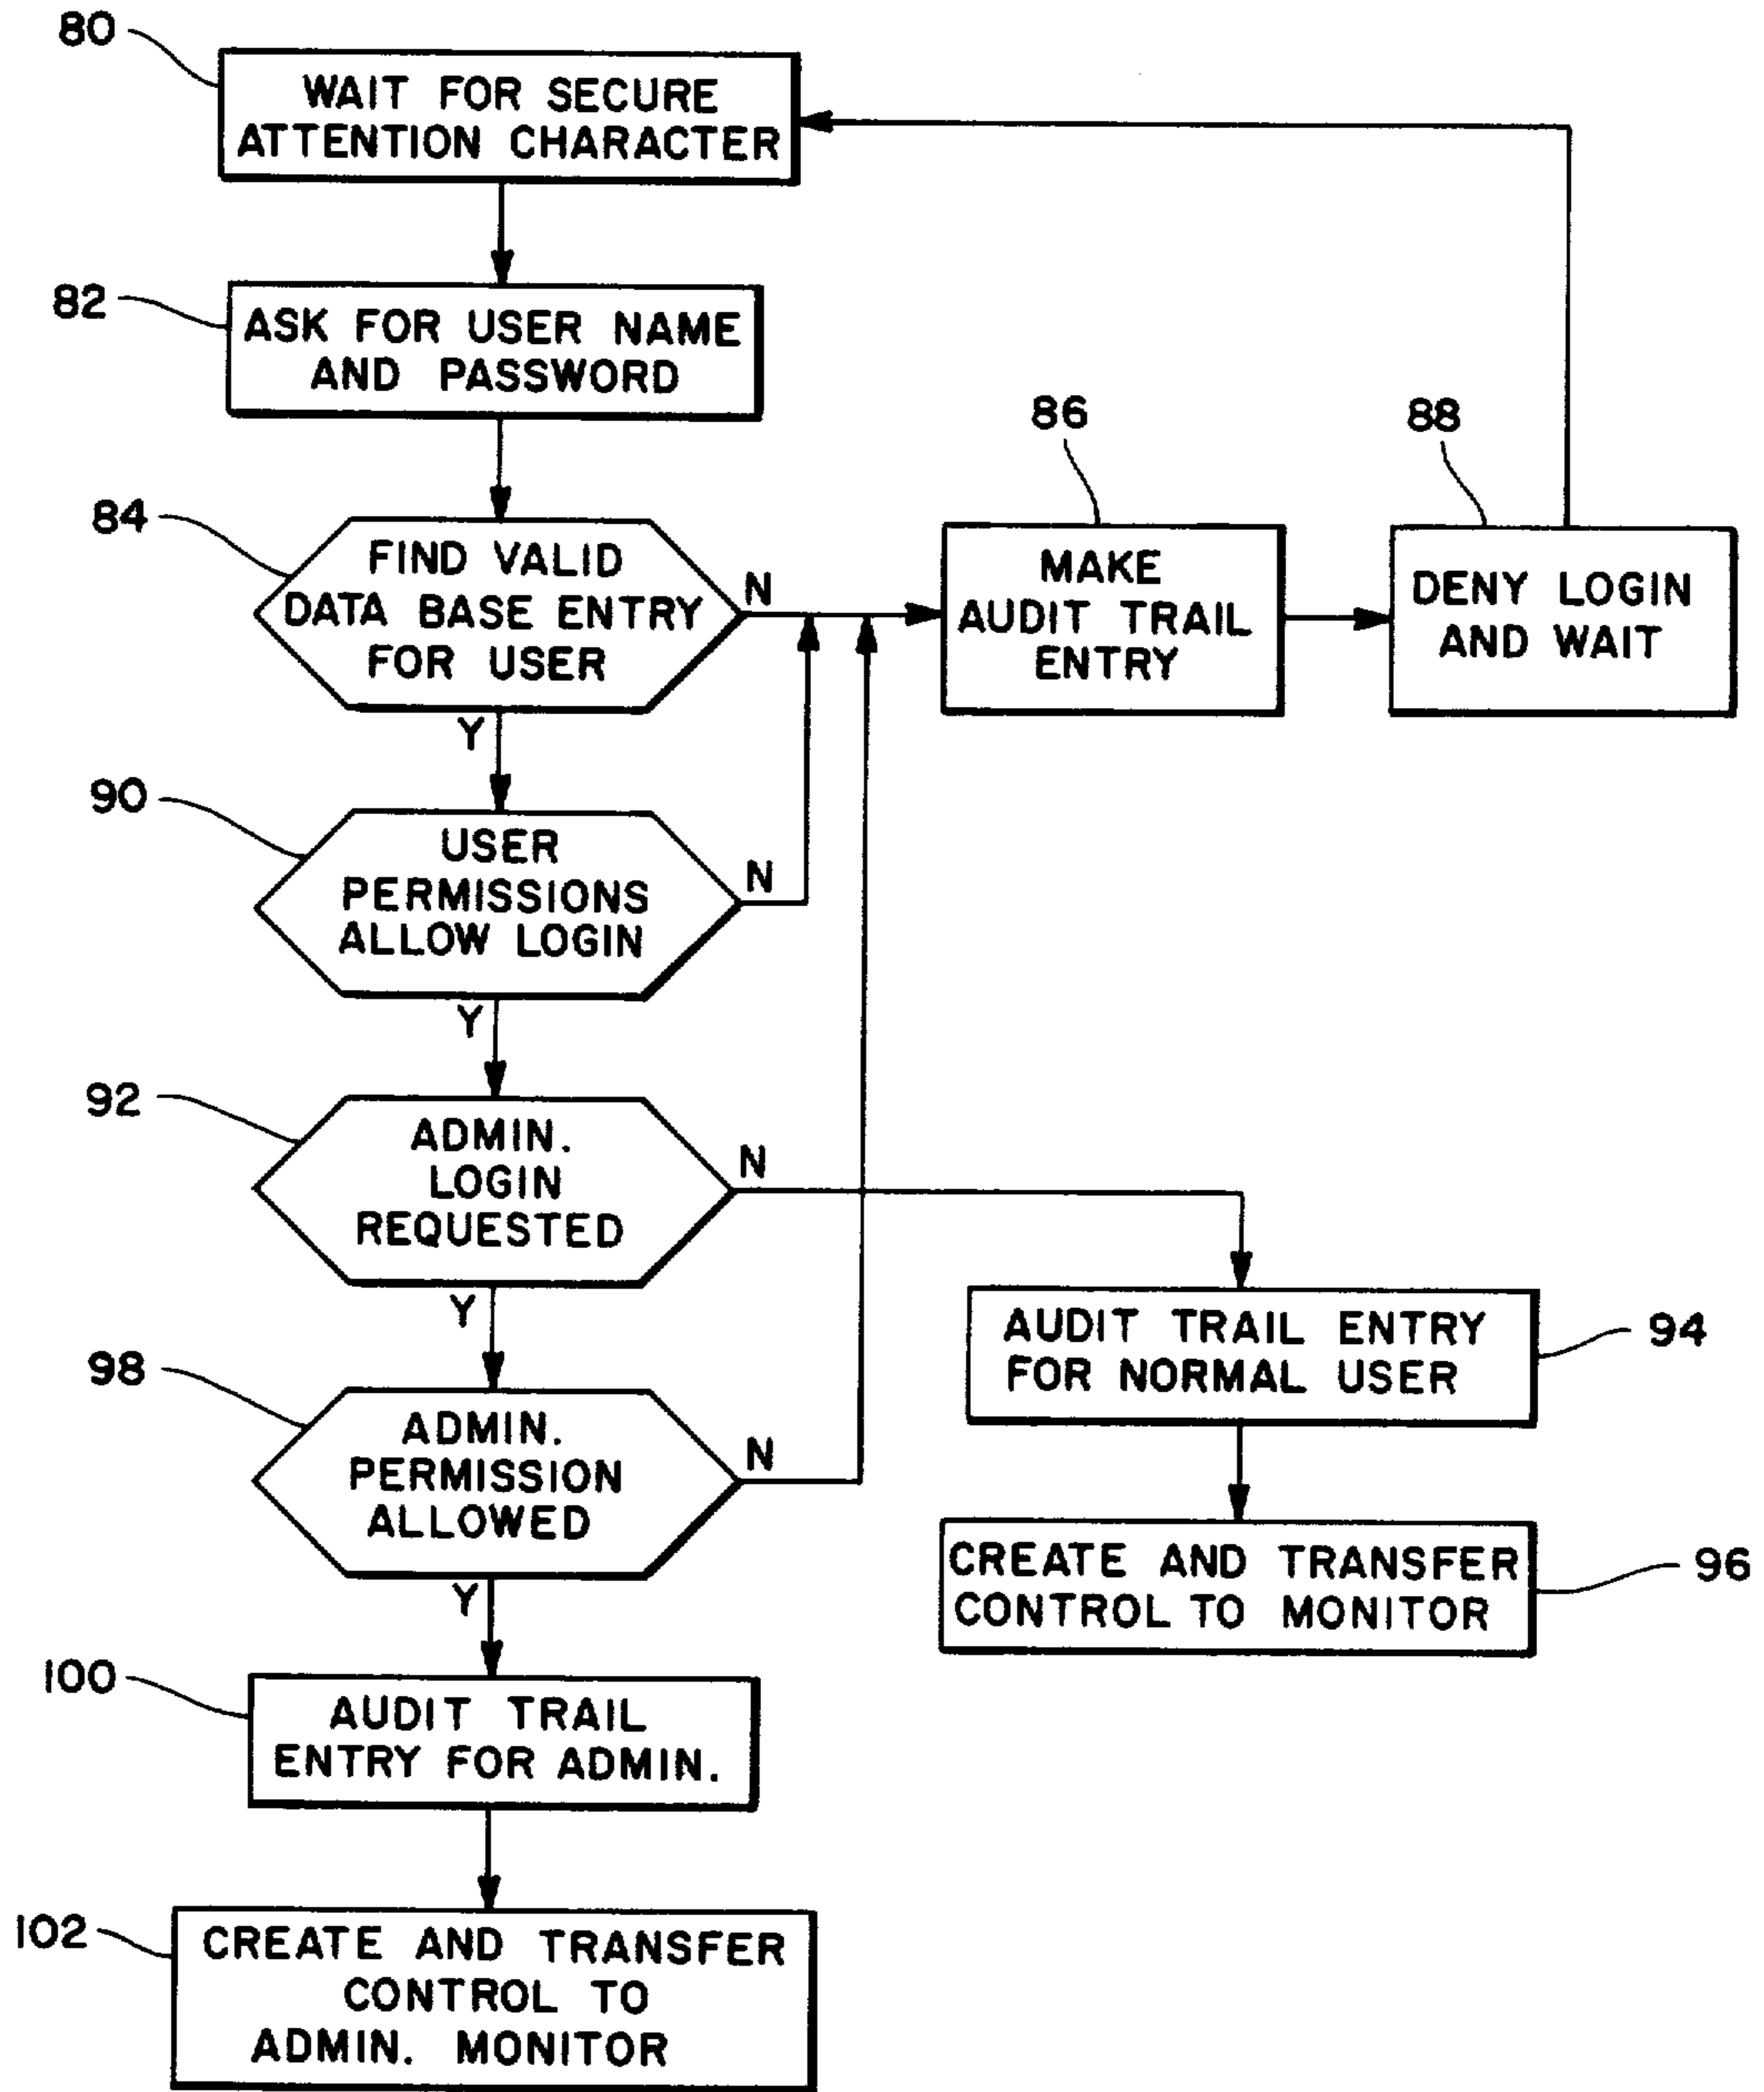 80
WAIT FOR SECURE
ATTENTION CHARACTER
82
ASK FOR USER NAME
AND PASSWORD
84
FIND VALID
DATA BASE ENTRY
FOR USER
N
Y
86
MAKE
AUDIT TRAIL
ENTRY
88
DENY LOGIN
AND WAIT
90
USER
PERMISSIONS
ALLOW LOGIN
N
Y
92
ADMIN.
LOGIN
REQUESTED
N
Y
94
AUDIT TRAIL ENTRY
FOR NORMAL USER
96
CREATE AND TRANSFER
CONTROL TO MONITOR
98
ADMIN.
PERMISSION
ALLOWED
N
Y
100
AUDIT TRAIL
ENTRY FOR ADMIN.
102
CREATE AND TRANSFER
CONTROL TO
ADMIN. MONITOR